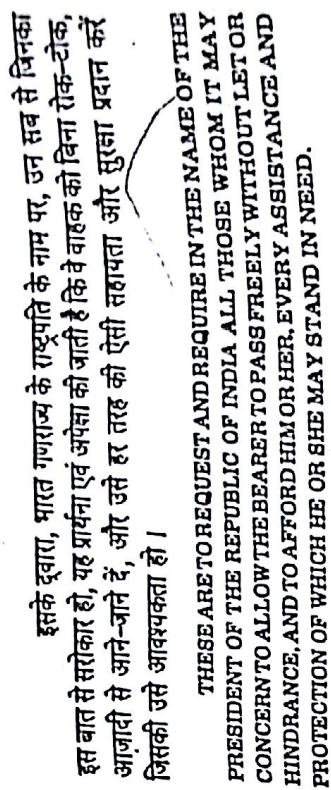 इसके द्वारा, भारत गणराज्य के राष्ट्रपति के नाम पर, उन सब से जिनका
इस बात से सरोकार हो, यह प्रार्थना एवं अपेक्षा की जाती है कि वे वाहक को बिना रोक-टोक,
आज़ादी से आने-जाने दें, और उसे हर तरह की ऐसी सहायता और सुरक्षा प्रदान करें
जिसकी उसे आवश्यकता हो ।
THESE ARE TO REQUEST AND REQUIRE IN THE NAME OF THE
PRESIDENT OF THE REPUBLIC OF INDIA ALL THOSE WHOM IT MAY
CONCERN TO ALLOW THE BEARER TO PASS FREELY WITHOUT LET OR
HINDRANCE, AND TO AFFORD HIM OR HER, EVERY ASSISTANCE AND
PROTECTION OF WHICH HE OR SHE MAY STAND IN NEED.